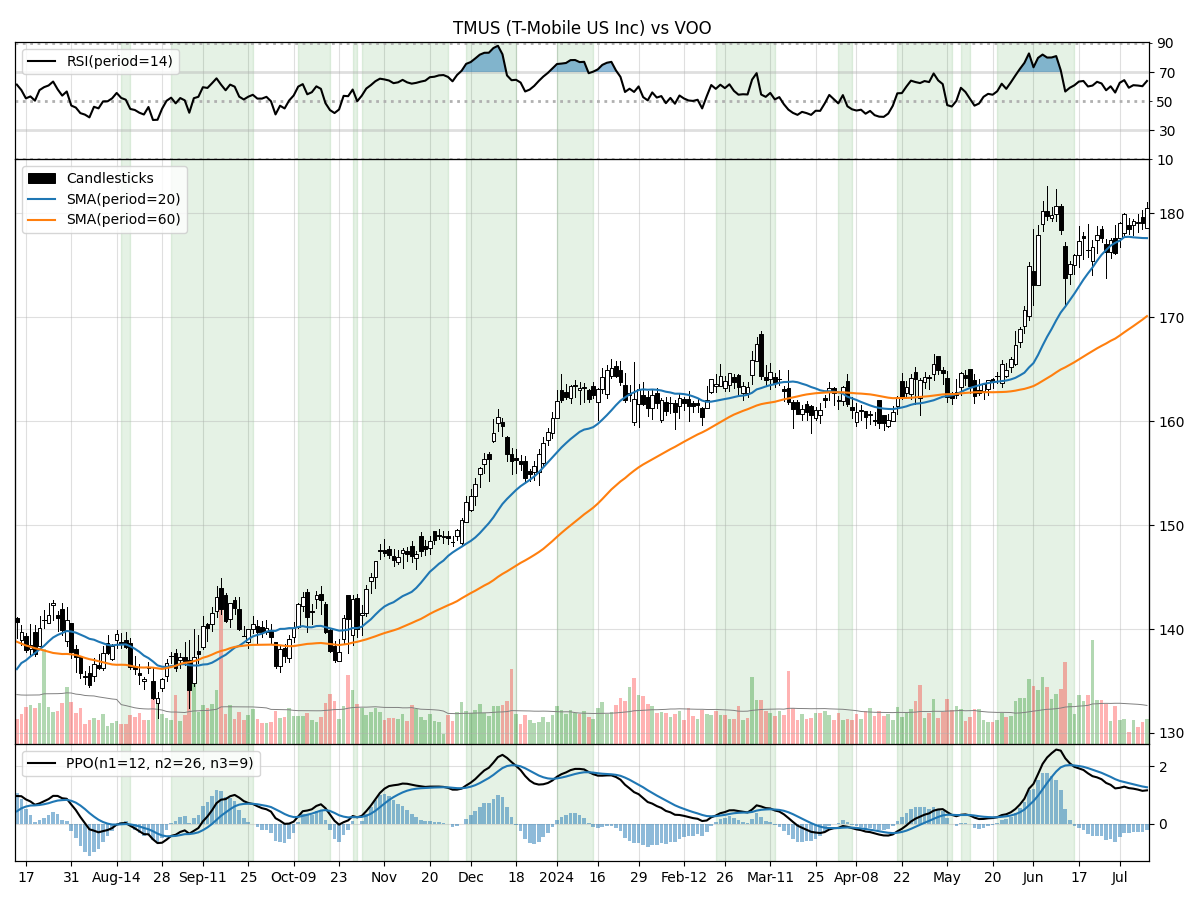 TMUS (T-Mobile US Inc) vs VOO
RSI(period=14)
90
70
50
30
10
Candlesticks
SMA(period=20)
SMA(period=60)
180
170
160
150
140
130
PPO(n1=12, n2=26, n3=9)
2
0
17 31 Aug-14 28 Sep-11 25 Oct-09 23 Nov 20 Dec 18 2024 16 29 Feb-12 26 Mar-11 25 Apr-08 22 May 20 Jun 17 Jul